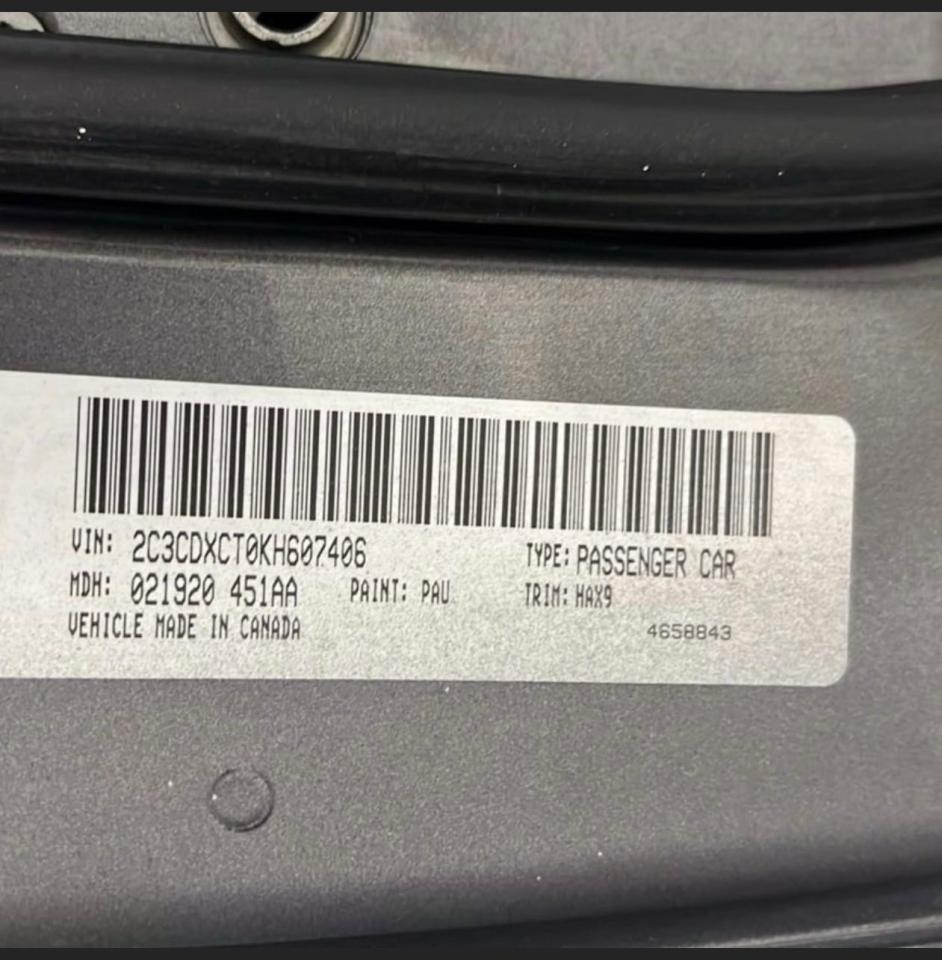 VIN: 2C3CDXCT0KH607406 TYPE: PASSENGER CAR
MDH: 021920 451AA PAINT: PAU TRIM: HAX9
VEHICLE MADE IN CANADA 4658843